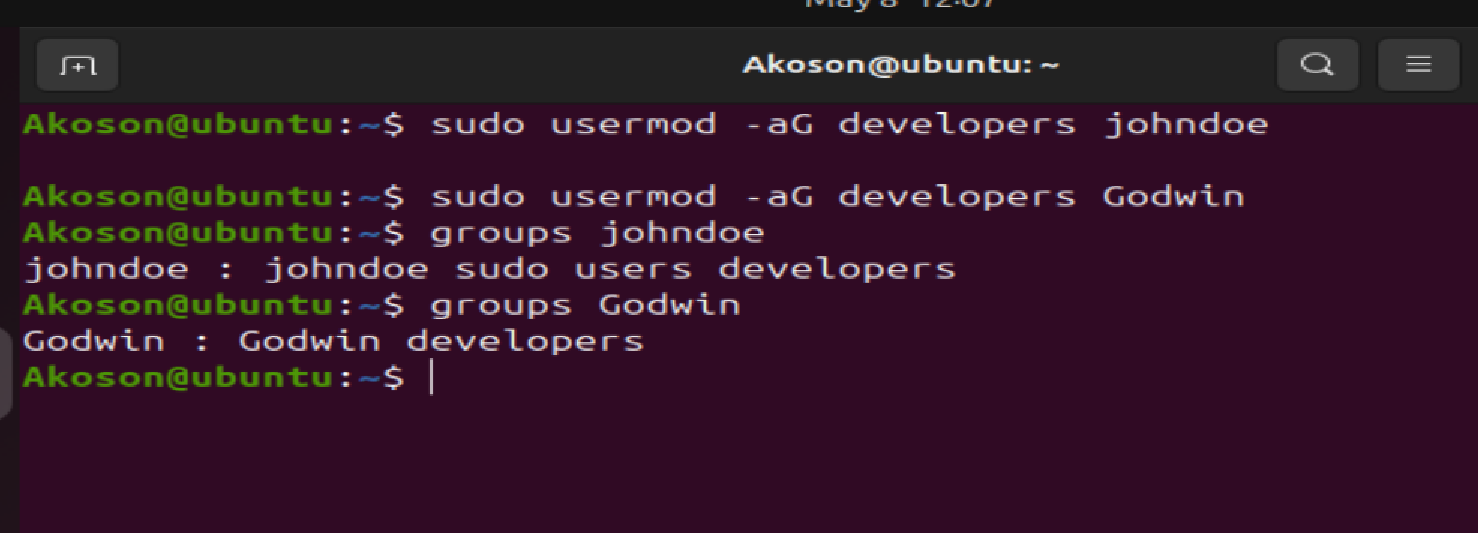 May 8 12:07
Akoson@ubuntu: ~
Akoson@ubuntu:~$ sudo usermod -aG developers johndoe
Akoson@ubuntu:~$ sudo usermod -aG developers Godwin
Akoson@ubuntu:~$ groups johndoe
johndoe : johndoe sudo users developers
Akoson@ubuntu:~$ groups Godwin
Godwin : Godwin developers
Akoson@ubuntu:~$